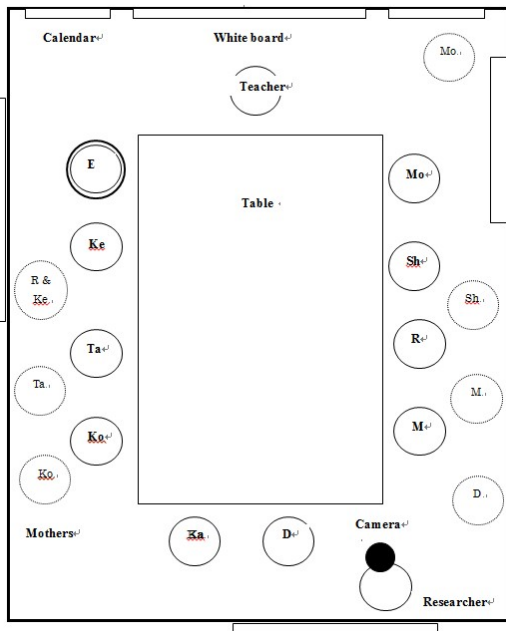 Calendar
White board
Mo.
Teacher
E
Mo
Table
Ke
Sh
R &
Ke.
Sh.
R
Ta
Ta.
M.
M
Ko
Ko.
D.
Mothers
Ka
D
Camera
Researcher